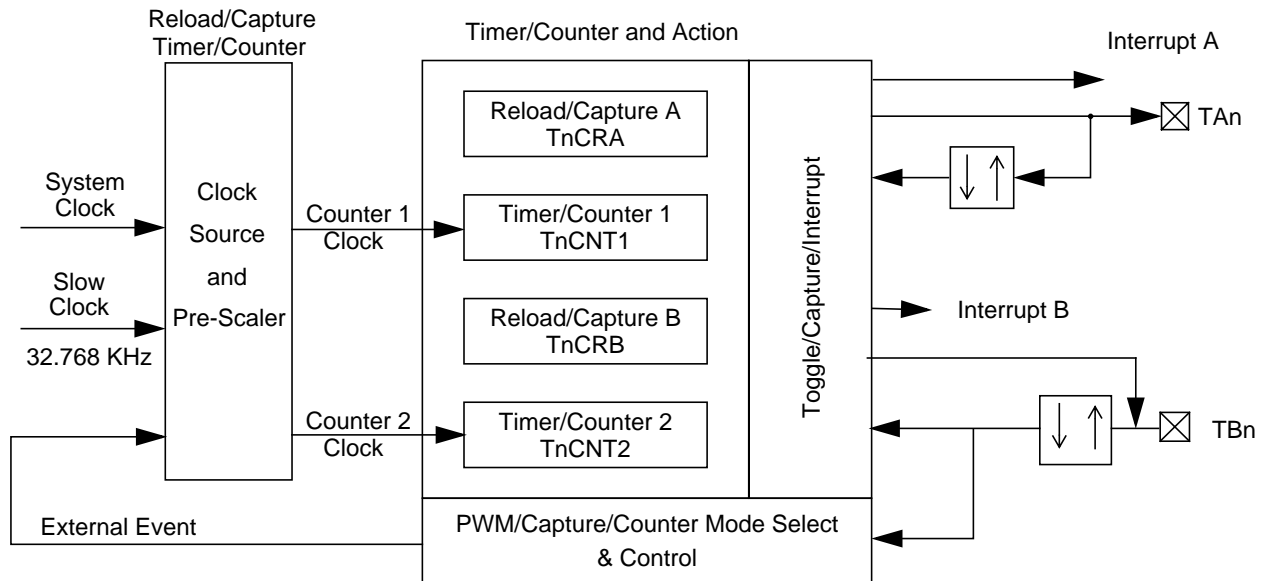 Reload/Capture
Timer/Counter
Timer/Counter and Action
Interrupt A
Reload/Capture A
TnCRA
TAn
System
Clock
Clock
Source
and
Pre-Scaler
Counter 1
Clock
Timer/Counter 1
TnCNT1
Toggle/Capture/Interrupt
Slow
Clock
32.768 KHz
Reload/Capture B
TnCRB
Interrupt B
Counter 2
Clock
Timer/Counter 2
TnCNT2
TBn
External Event
PWM/Capture/Counter Mode Select
& Control